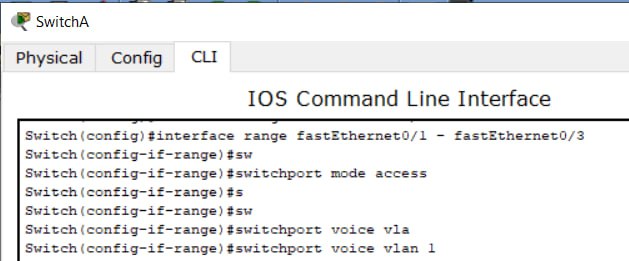 SwitchA
Physical Config CLI
IOS Command Line Interface
Switch(config)#interface range fastEthernet0/1 - fastEthernet0/3
Switch(config-if-range)#sw
Switch(config-if-range)#switchport mode access
Switch(config-if-range)#s
Switch(config-if-range)#sw
Switch(config-if-range)#switchport voice vla
Switch(config-if-range)#switchport voice vlan 1